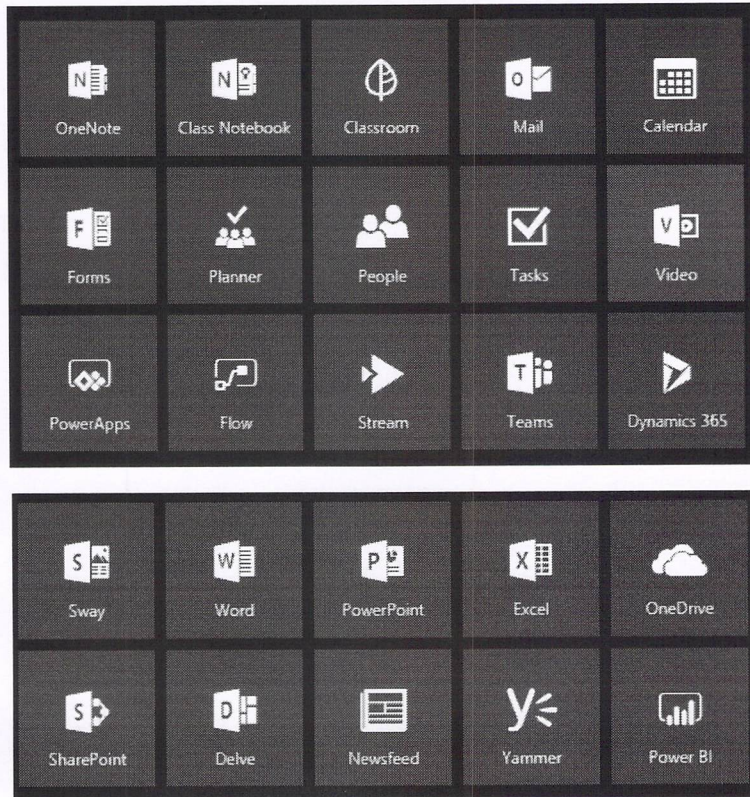 OneNote Class Notebook Classroom Mail Calendar
Forms Planner People Tasks Video
PowerApps Flow Stream Teams Dynamics 365
Sway Word PowerPoint Excel OneDrive
SharePoint Delve Newsfeed Yammer Power BI